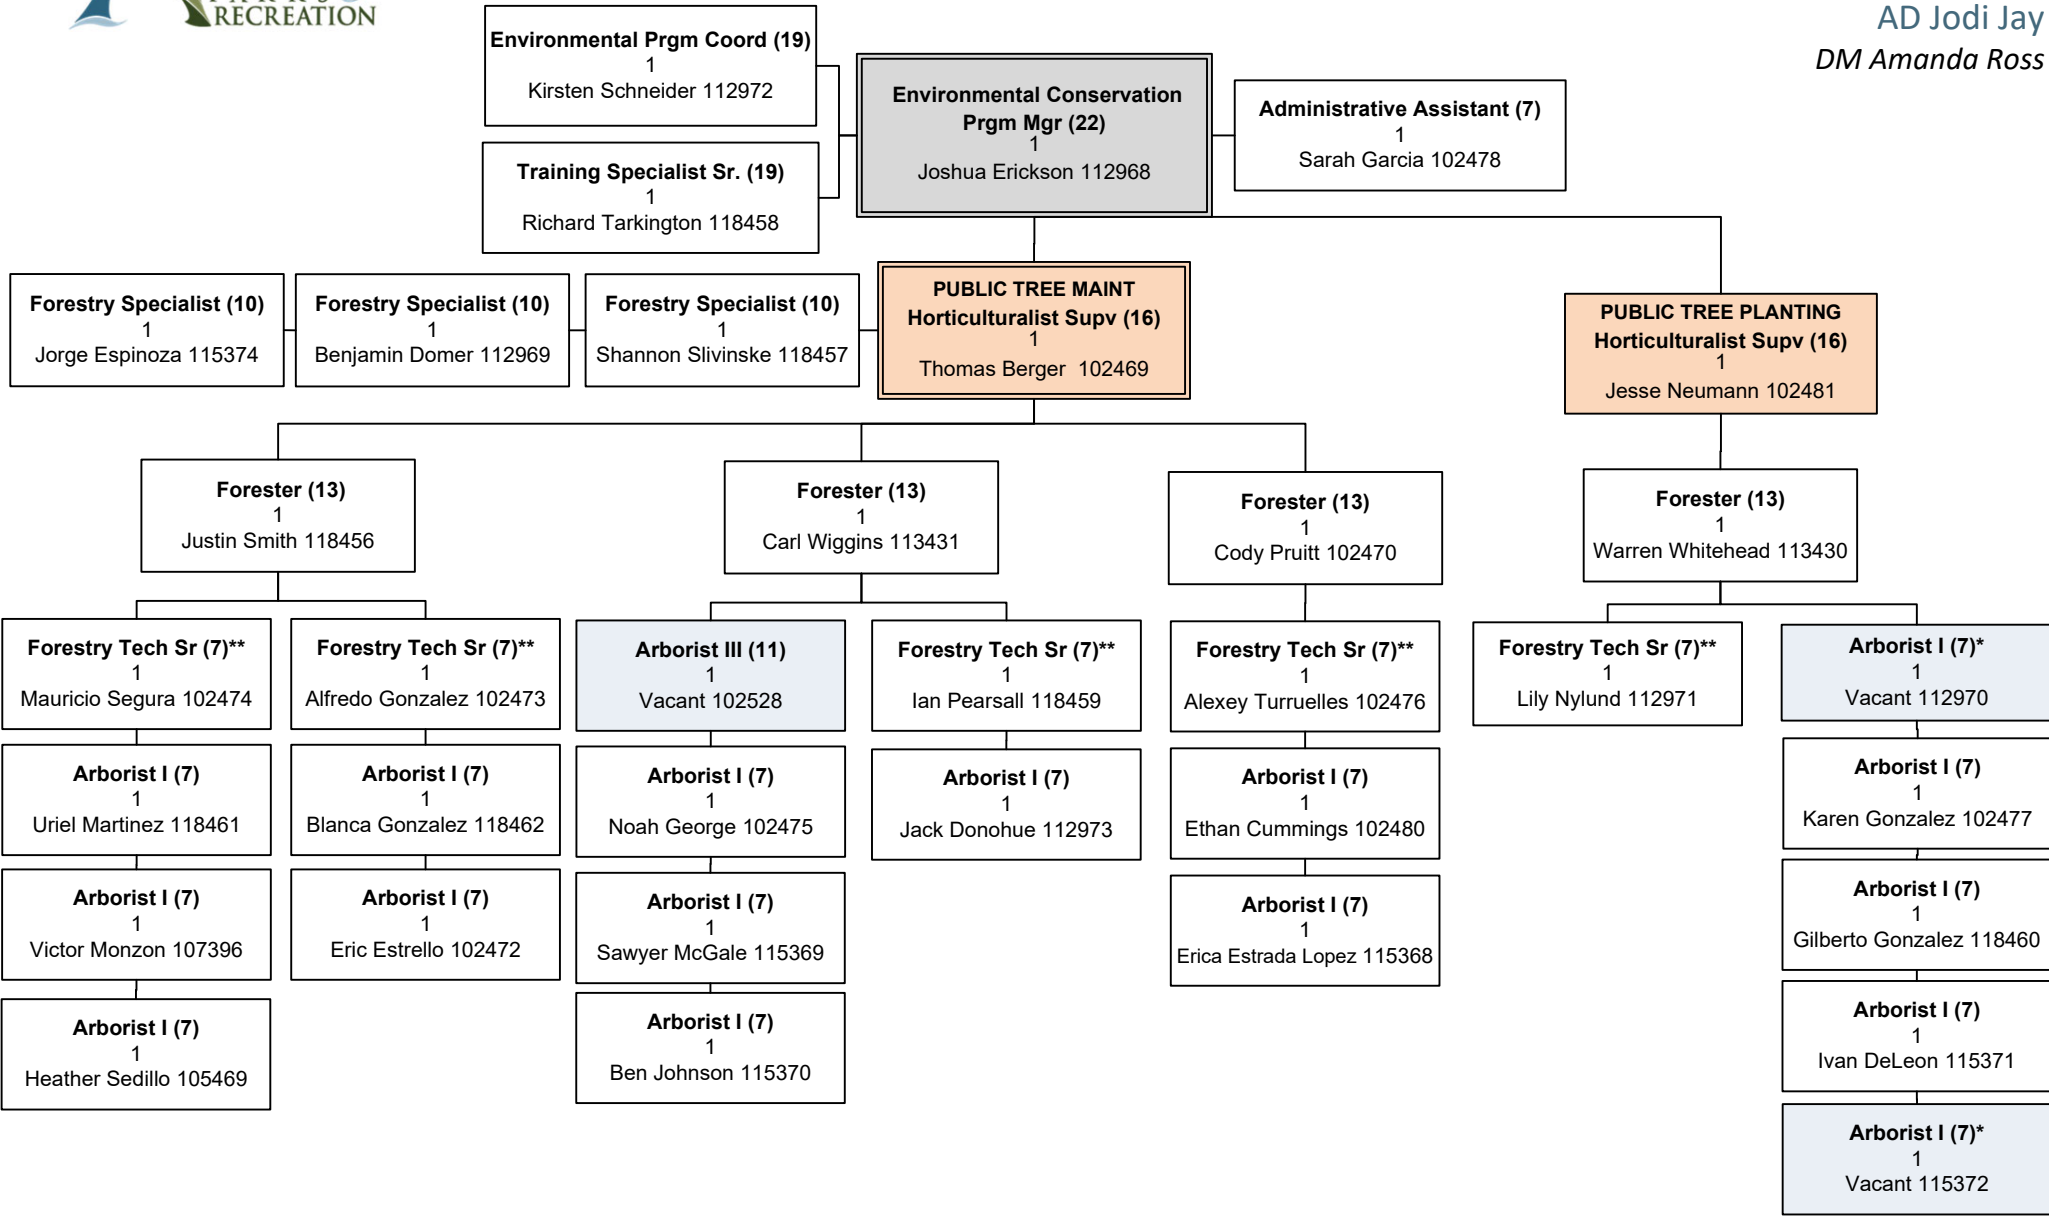 RECREATION
AD Jodi Jay
DM Amanda Ross
Environmental Prgm Coord (19)
1
Kirsten Schneider 112972
Training Specialist Sr. (19)
1
Richard Tarkington 118458
Environmental Conservation
Prgm Mgr (22)
1
Joshua Erickson 112968
Administrative Assistant (7)
1
Sarah Garcia 102478
Forestry Specialist (10)
1
Jorge Espinoza 115374
Forestry Specialist (10)
1
Benjamin Domer 112969
Forestry Specialist (10)
1
Shannon Slivinske 118457
PUBLIC TREE MAINT
Horticulturalist Supv (16)
1
Thomas Berger 102469
PUBLIC TREE PLANTING
Horticulturalist Supv (16)
1
Jesse Neumann 102481
Forester (13)
1
Justin Smith 118456
Forester (13)
1
Carl Wiggins 113431
Forester (13)
1
Cody Pruitt 102470
Forester (13)
1
Warren Whitehead 113430
Forestry Tech Sr (7)**
1
Mauricio Segura 102474
Arborist I (7)
1
Uriel Martinez 118461
Arborist I (7)
1
Victor Monzon 107396
Arborist I (7)
1
Heather Sedillo 105469
Forestry Tech Sr (7)**
1
Alfredo Gonzalez 102473
Arborist I (7)
1
Blanca Gonzalez 118462
Arborist I (7)
1
Eric Estrello 102472
Arborist III (11)
1
Vacant 102528
Arborist I (7)
1
Noah George 102475
Arborist I (7)
1
Sawyer McGale 115369
Arborist I (7)
1
Ben Johnson 115370
Forestry Tech Sr (7)**
1
Ian Pearsall 118459
Arborist I (7)
1
Jack Donohue 112973
Forestry Tech Sr (7)**
1
Alexey Turruelles 102476
Arborist I (7)
1
Ethan Cummings 102480
Arborist I (7)
1
Erica Estrada Lopez 115368
Forestry Tech Sr (7)**
1
Lily Nylund 112971
Arborist I (7)*
1
Vacant 112970
Arborist I (7)
1
Karen Gonzalez 102477
Arborist I (7)
1
Gilberto Gonzalez 118460
Arborist I (7)
1
Ivan DeLeon 115371
Arborist I (7)*
1
Vacant 115372